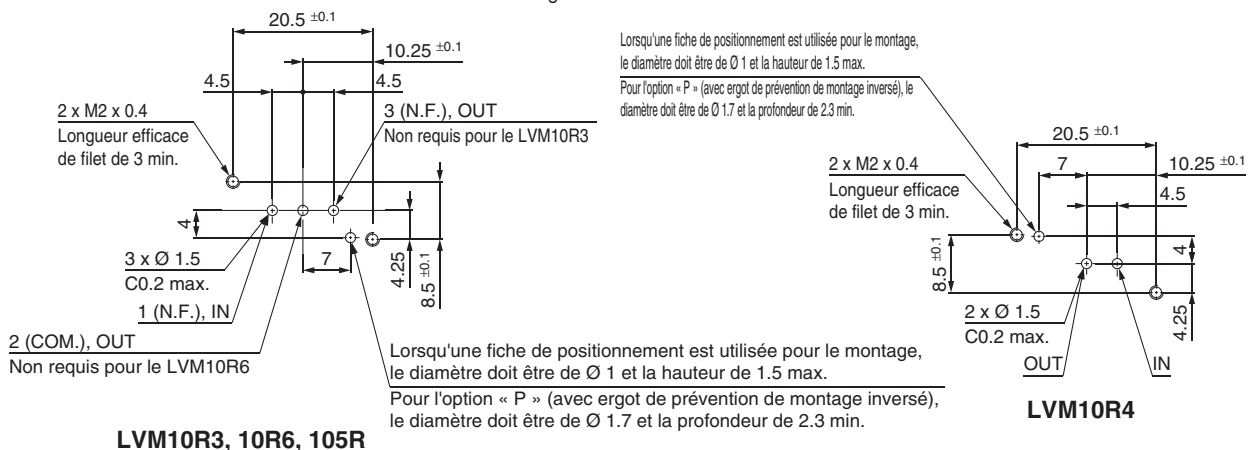 20.5 ±0.1
10.25 ±0.1
4.5
4.5
2 x M2 x 0.4
Longueur efficace
de filet de 3 min.
3 (N.F.), OUT
Non requis pour le LVM10R3
4
7
4.25
8.5 ±0.1
3 x Ø 1.5
C0.2 max.
1 (N.F.), IN
2 (COM.), OUT
Non requis pour le LVM10R6
Lorsqu'une fiche de positionnement est utilisée pour le montage,
le diamètre doit être de Ø 1 et la hauteur de 1.5 max.
Pour l'option « P » (avec ergot de prévention de montage inversé),
le diamètre doit être de Ø 1.7 et la profondeur de 2.3 min.
LVM10R3, 10R6, 105R
Lorsqu'une fiche de positionnement est utilisée pour le montage,
le diamètre doit être de Ø 1 et la hauteur de 1.5 max.
Pour l'option « P » (avec ergot de prévention de montage inversé), le
diamètre doit être de Ø 1.7 et la profondeur de 2.3 min.
20.5 ±0.1
7
10.25 ±0.1
4.5
2 x M2 x 0.4
Longueur efficace
de filet de 3 min.
8.5 ±0.1
4
4.25
2 x Ø 1.5
C0.2 max.
OUT
IN
LVM10R4